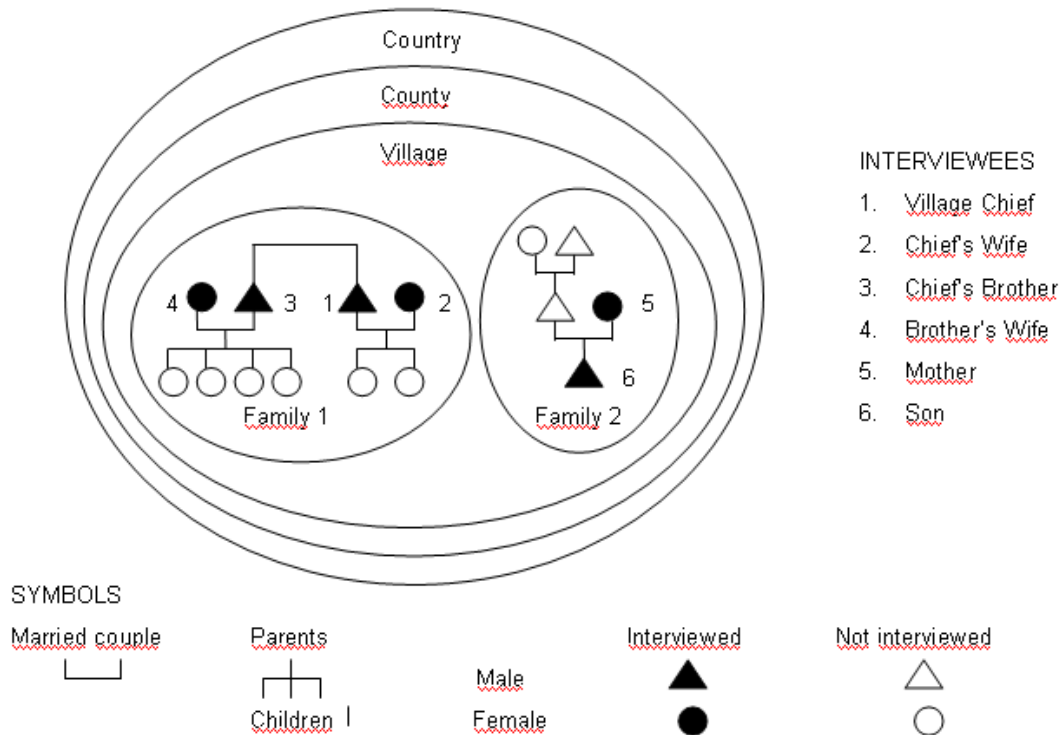 Country
County
Village
INTERVIEWEES
1. Village Chief
2. Chief's Wife
3. Chief's Brother
4. Brother's Wife
5. Mother
6. Son
4 3 1 2
5
6
Family 1
Family 2
SYMBOLS
Married couple Parents Interviewed Not interviewed
Male
Children Female